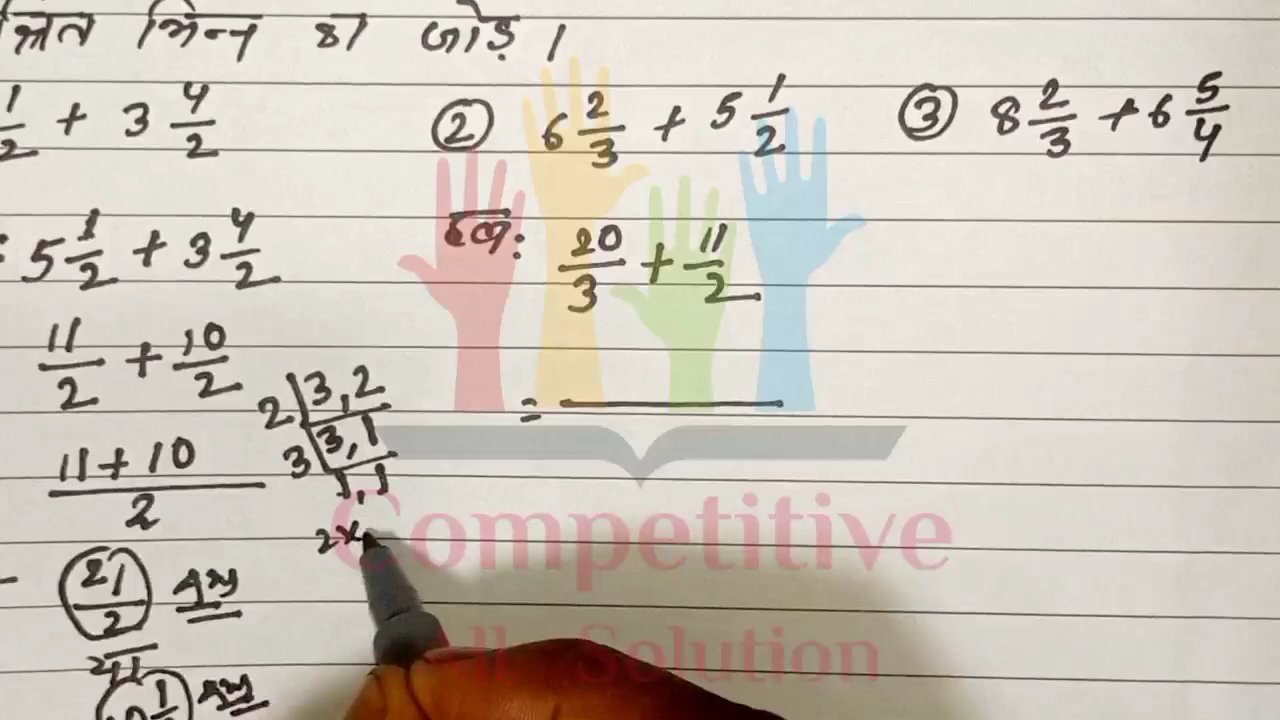 भिन्न का जोड़ ।
1/2 + 3 4/2
② 6 2/3 + 5 1/2
③ 8 2/3 + 6 5/4
: 5 1/2 + 3 4/2
हल: 20/3 + 11/2
11/2 + 10/2
2 | 3, 2
=
3 | 3, 1
11 + 10 / 2
1, 1
2 ×
21/2
Competitive
All Solution